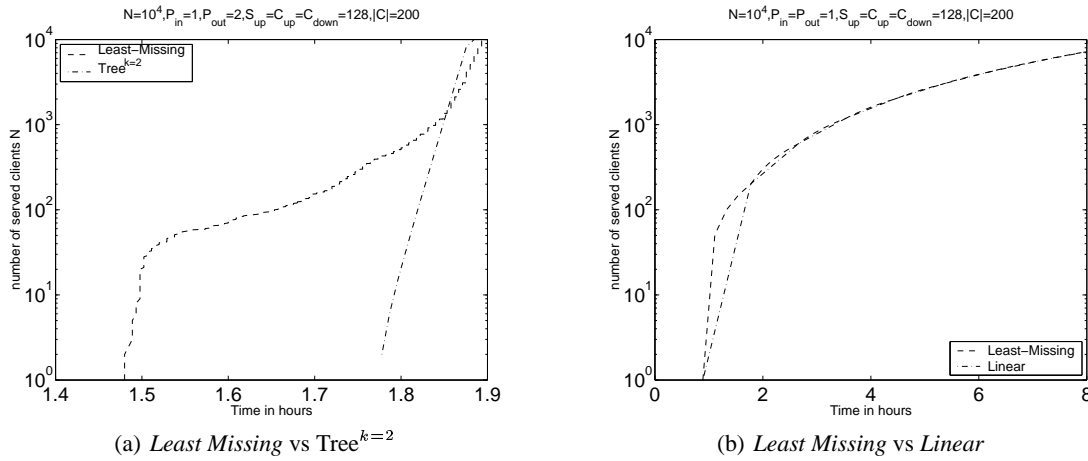 N=10^4,P_in=1,P_out=2,S_up=C_up=C_down=128,|C|=200
10^4
10^3
10^2
10^1
10^0
number of served clients N
Least−Missing
Tree^k=2
1.4 1.5 1.6 1.7 1.8 1.9
Time in hours
(a) Least Missing vs Tree^k=2
N=10^4,P_in=P_out=1,S_up=C_up=C_down=128,|C|=200
10^4
10^3
10^2
10^1
10^0
number of served clients N
Least−Missing
Linear
0 2 4 6 8
Time in hours
(b) Least Missing vs Linear